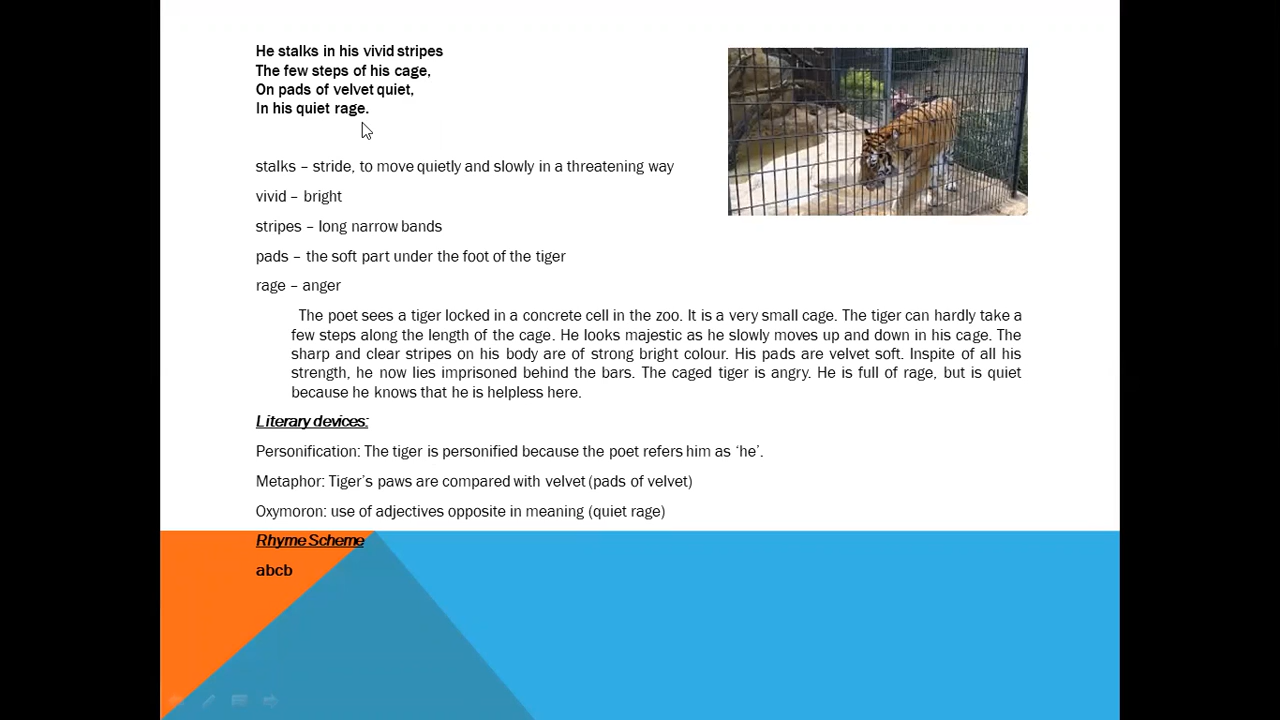 He stalks in his vivid stripes
The few steps of his cage,
On pads of velvet quiet,
In his quiet rage.
stalks – stride, to move quietly and slowly in a threatening way
vivid – bright
stripes – long narrow bands
pads – the soft part under the foot of the tiger
rage – anger
The poet sees a tiger locked in a concrete cell in the zoo. It is a very small cage. The tiger can hardly take a
few steps along the length of the cage. He looks majestic as he slowly moves up and down in his cage. The
sharp and clear stripes on his body are of strong bright colour. His pads are velvet soft. Inspite of all his
strength, he now lies imprisoned behind the bars. The caged tiger is angry. He is full of rage, but is quiet
because he knows that he is helpless here.
Literary devices:
Personification: The tiger is personified because the poet refers him as ‘he’.
Metaphor: Tiger’s paws are compared with velvet (pads of velvet)
Oxymoron: use of adjectives opposite in meaning (quiet rage)
Rhyme Scheme
abcb